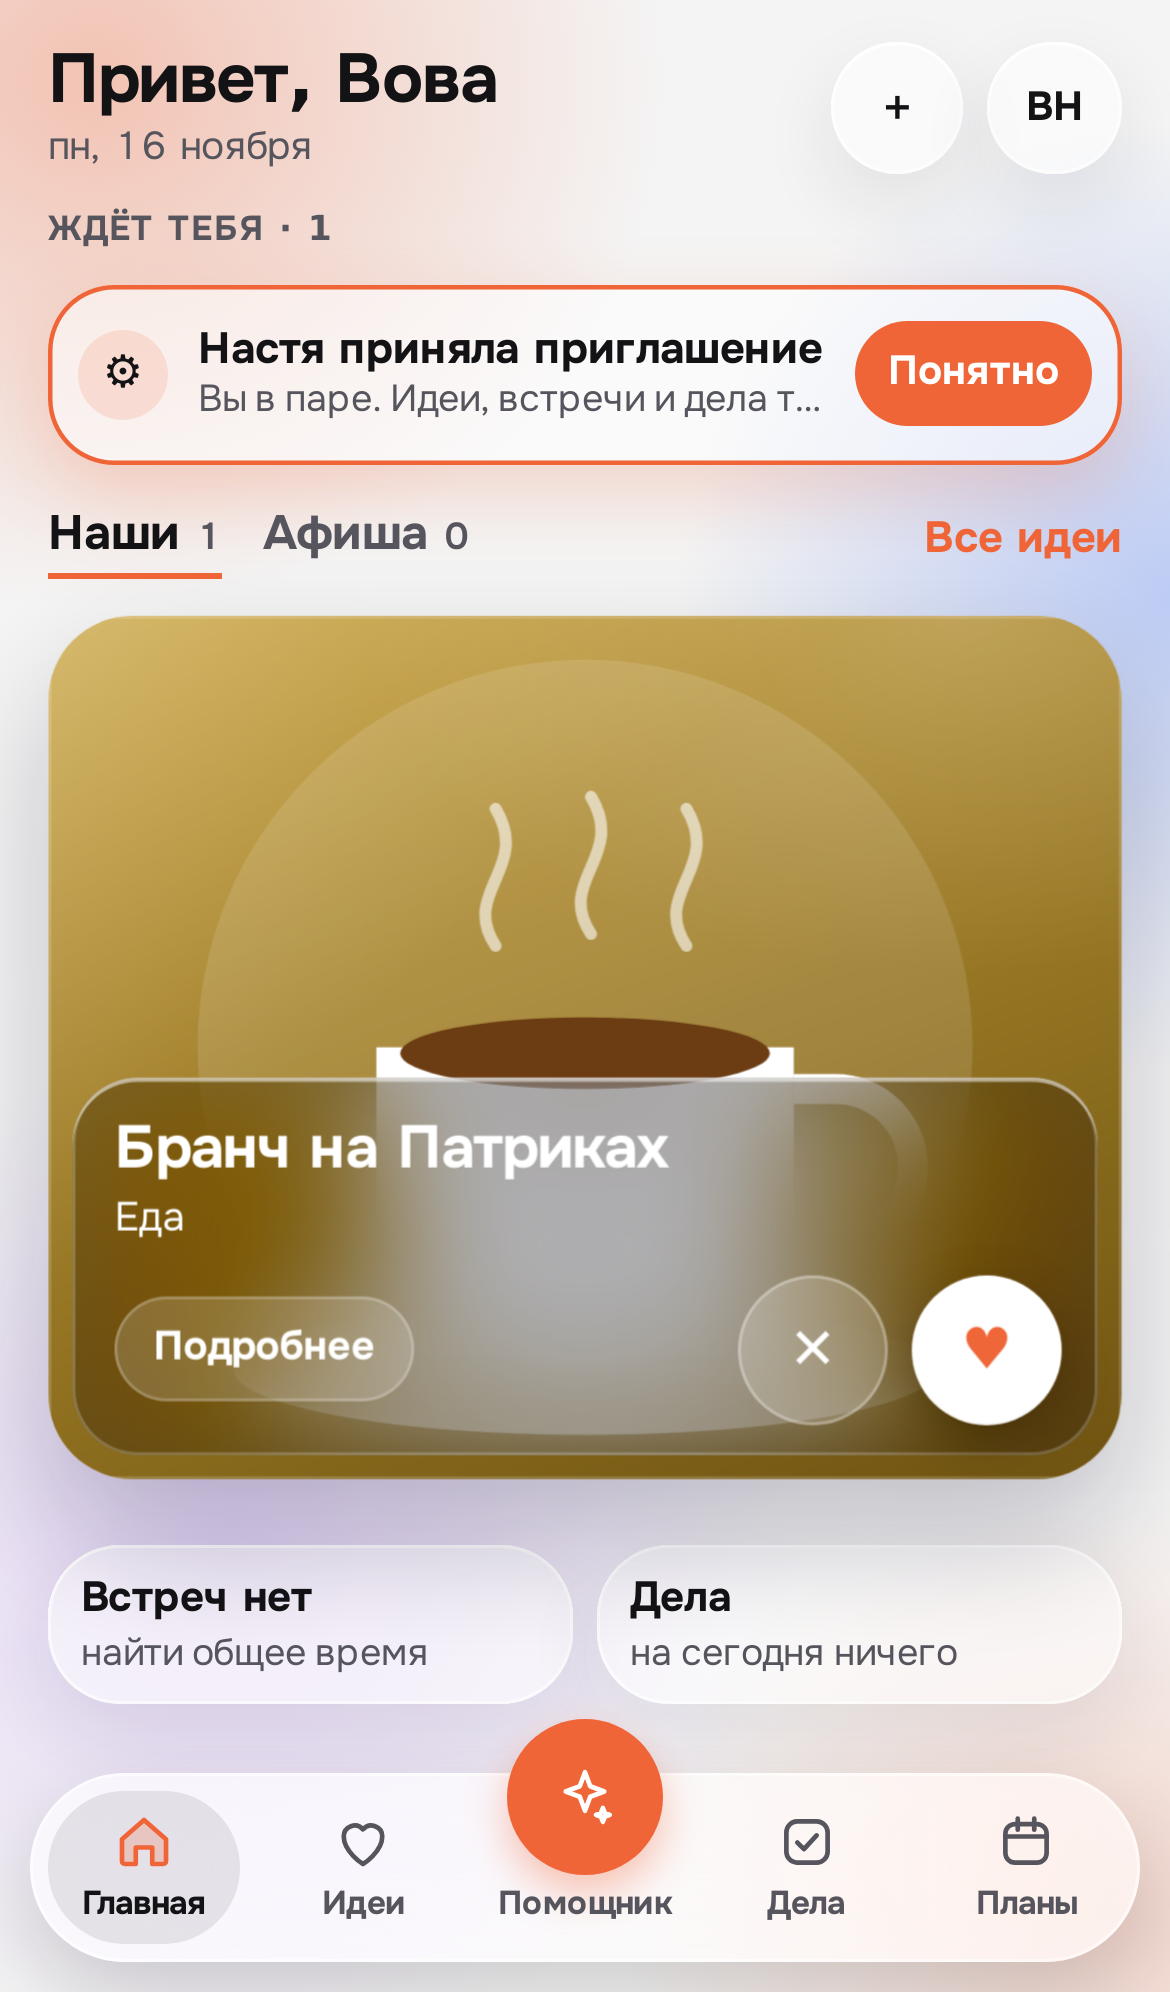 Привет, Вова
пн, 16 ноября
+
ВН
ЖДЁТ ТЕБЯ · 1
Настя приняла приглашение
Вы в паре. Идеи, встречи и дела т...
Понятно
Наши 1
Афиша 0
Все идеи
Бранч на Патриках
Еда
Подробнее
Встреч нет
найти общее время
Дела
на сегодня ничего
Главная
Идеи
Помощник
Дела
Планы